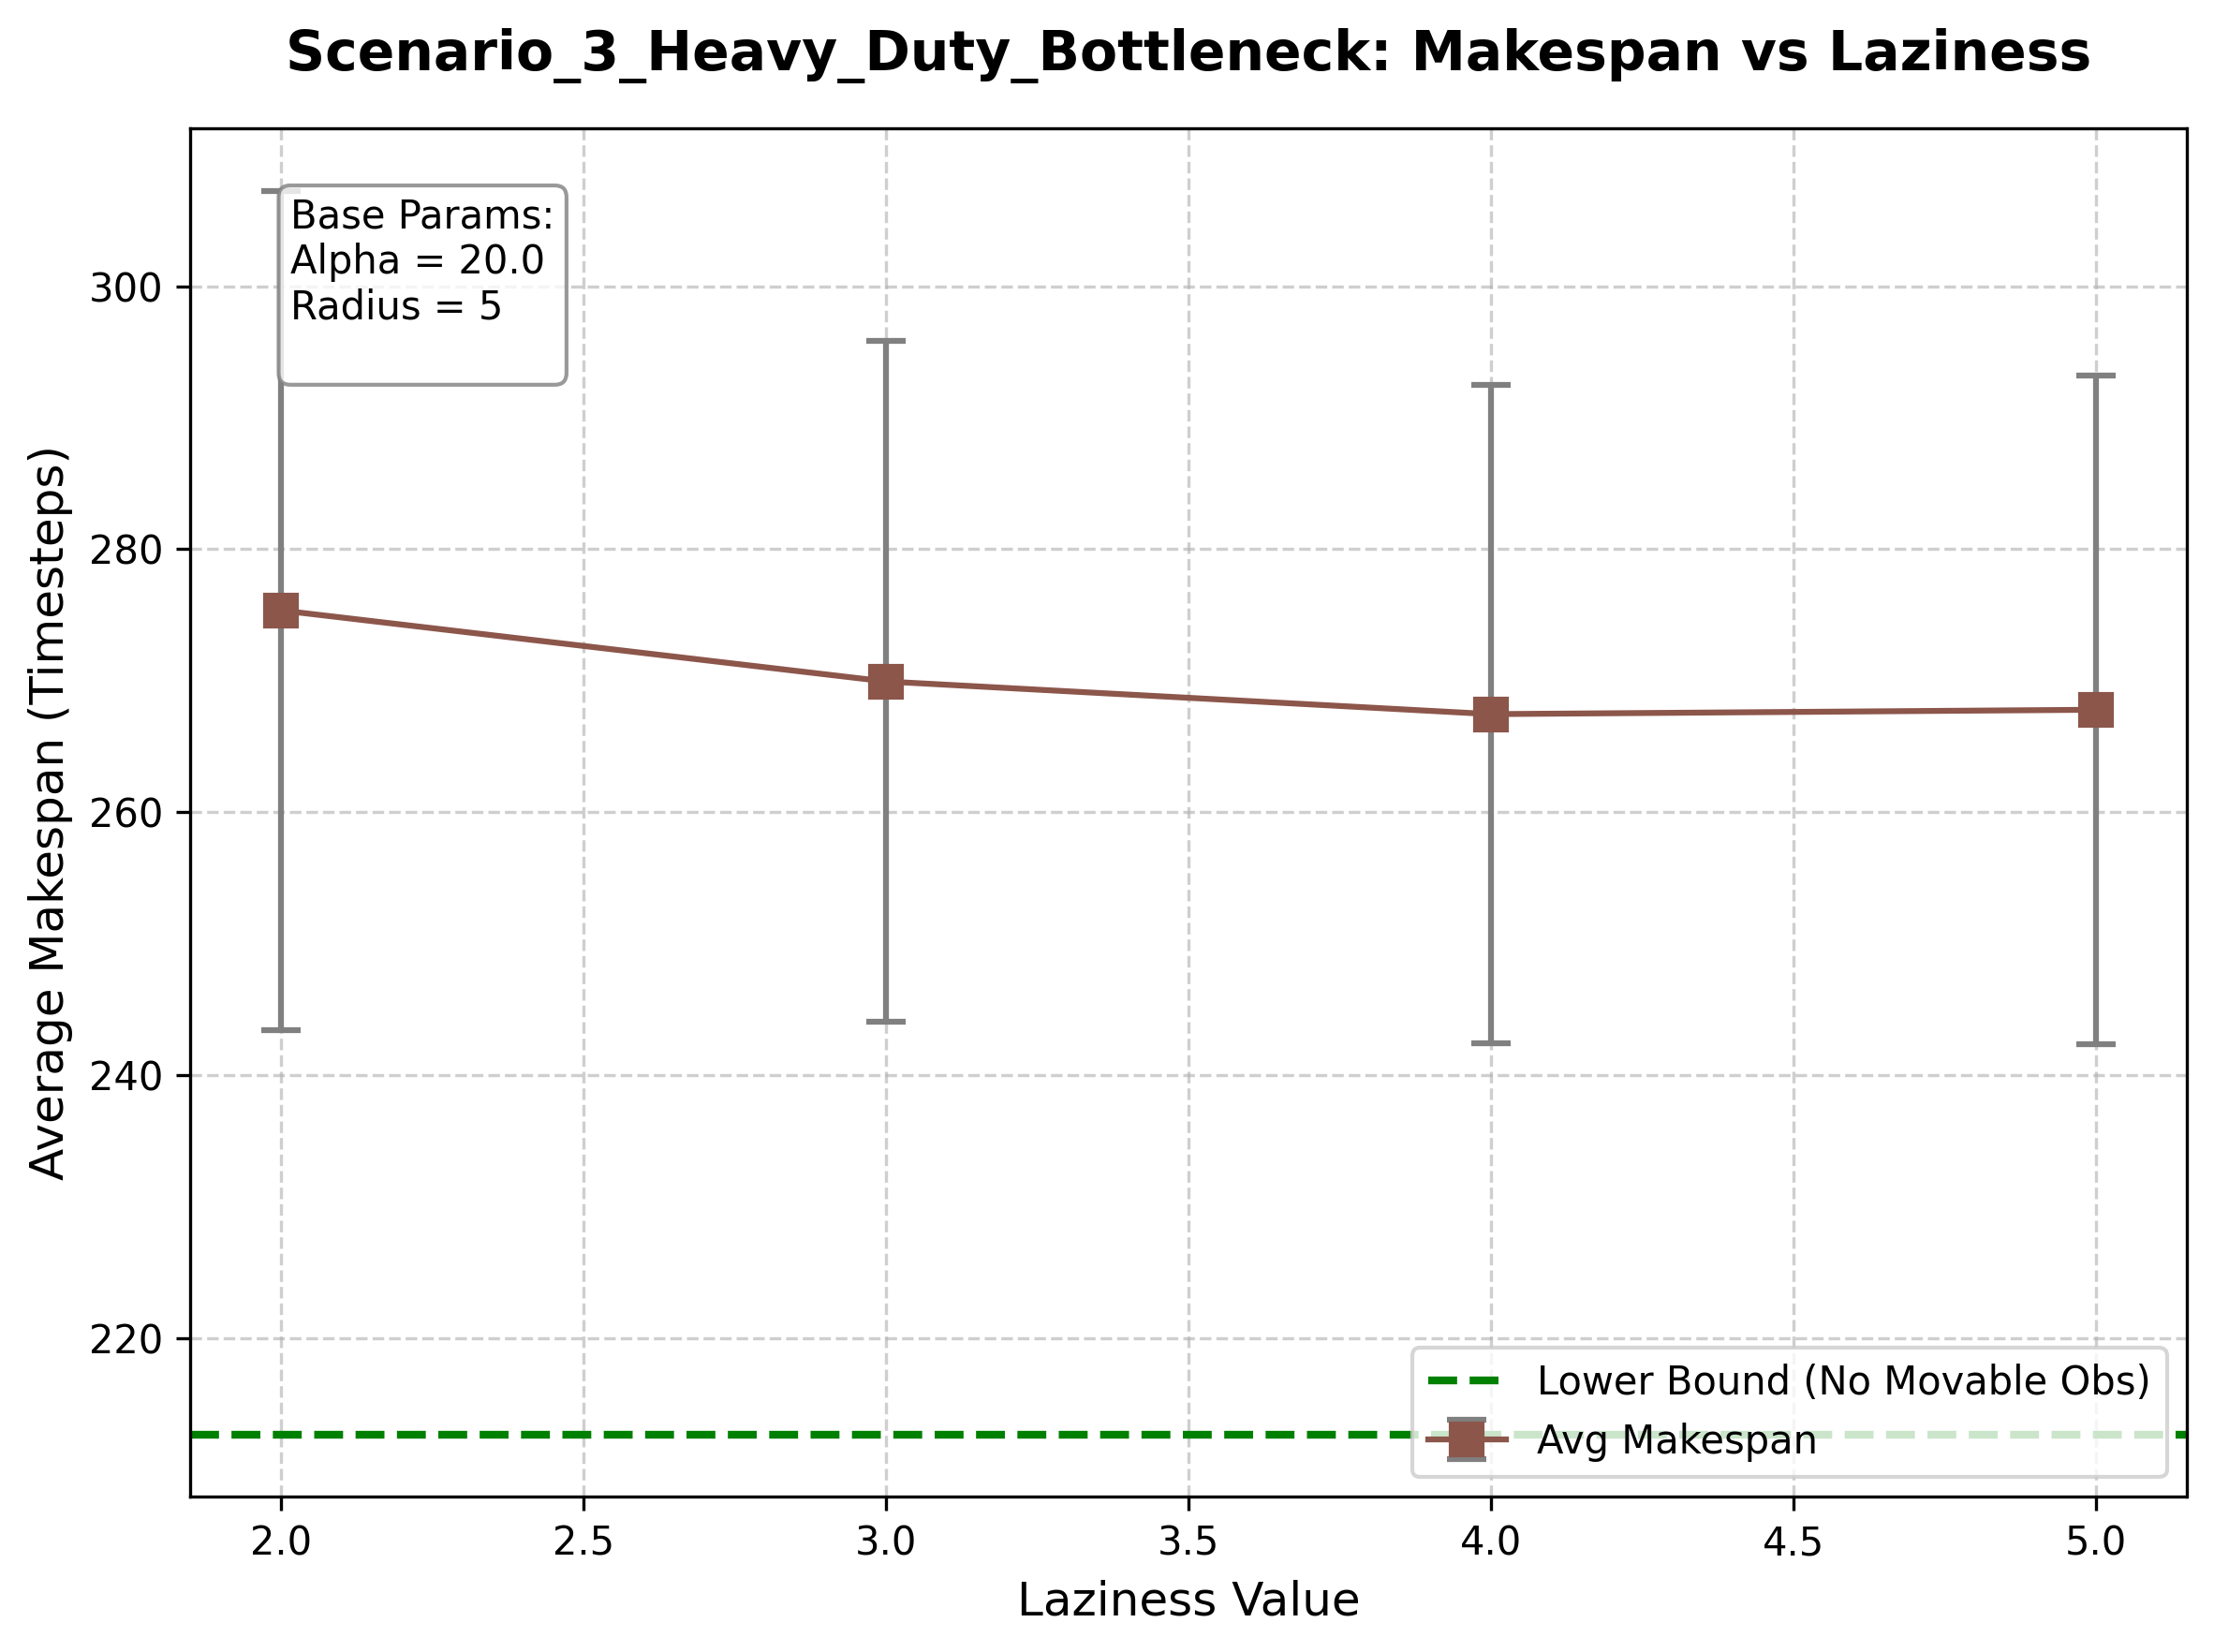 Scenario_3_Heavy_Duty_Bottleneck: Makespan vs Laziness
Base Params:
Alpha = 20.0
Radius = 5
Average Makespan (Timesteps)
300
280
260
240
220
Lower Bound (No Movable Obs)
Avg Makespan
2.0 2.5 3.0 3.5 4.0 4.5 5.0
Laziness Value